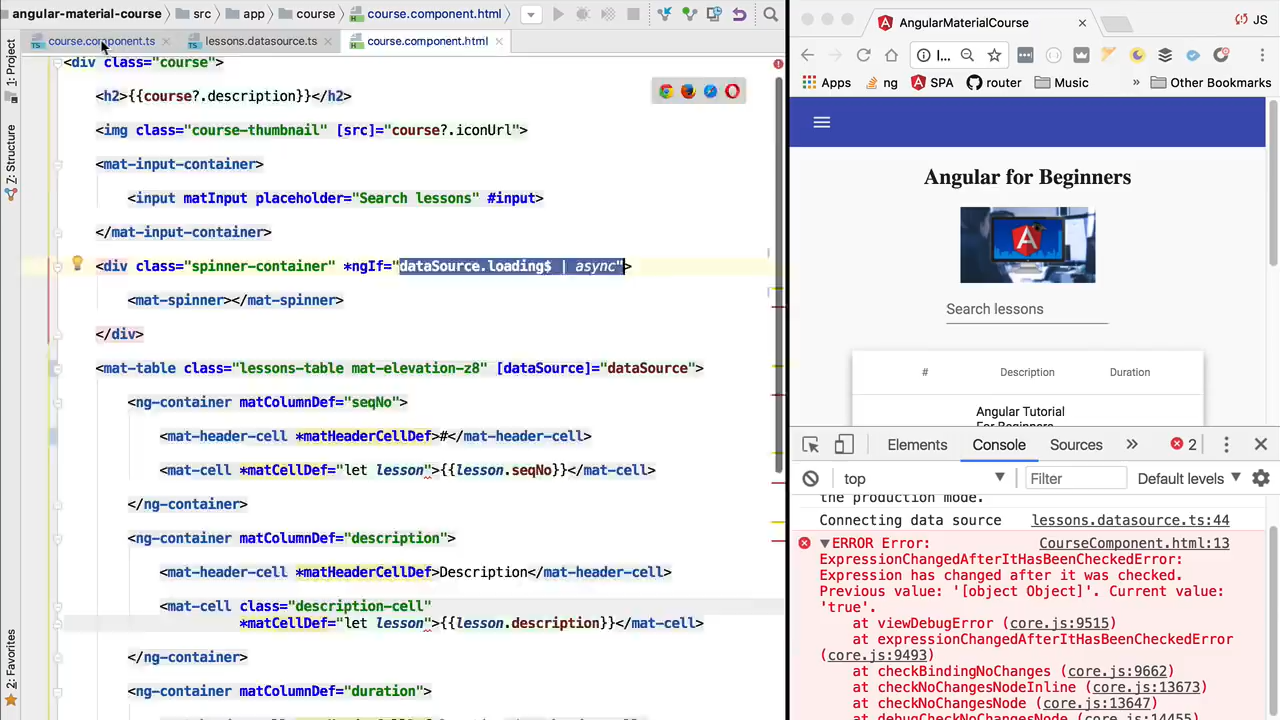 angular-material-course
src
app
course
course.component.html
course.component.ts
lessons.datasource.ts
course.component.html
1: Project
Z: Structure
2: Favorites
<div class="course">
<h2>{{course?.description}}</h2>
<img class="course-thumbnail" [src]="course?.iconUrl">
<mat-input-container>
<input matInput placeholder="Search lessons" #input>
</mat-input-container>
<div class="spinner-container" *ngIf="dataSource.loading$ | async">
<mat-spinner></mat-spinner>
</div>
<mat-table class="lessons-table mat-elevation-z8" [dataSource]="dataSource">
<ng-container matColumnDef="seqNo">
<mat-header-cell *matHeaderCellDef>#</mat-header-cell>
<mat-cell *matCellDef="let lesson">{{lesson.seqNo}}</mat-cell>
</ng-container>
<ng-container matColumnDef="description">
<mat-header-cell *matHeaderCellDef>Description</mat-header-cell>
<mat-cell class="description-cell"
*matCellDef="let lesson">{{lesson.description}}</mat-cell>
</ng-container>
<ng-container matColumnDef="duration">
AngularMaterialCourse
JS
Apps
ng
SPA
router
Music
Other Bookmarks
Angular for Beginners
Search lessons
#
Description
Duration
Angular Tutorial
For Beginners
Elements
Console
Sources
2
top
Filter
Default levels
the production mode.
Connecting data source lessons.datasource.ts:44
ERROR Error: CourseComponent.html:13
ExpressionChangedAfterItHasBeenCheckedError:
Expression has changed after it was checked.
Previous value: '[object Object]'. Current value:
'true'.
at viewDebugError (core.js:9515)
at expressionChangedAfterItHasBeenCheckedError
(core.js:9493)
at checkBindingNoChanges (core.js:9662)
at checkNoChangesNodeInline (core.js:13673)
at checkNoChangesNode (core.js:13647)
at debugCheckNoChangesNode (core.js:14455)